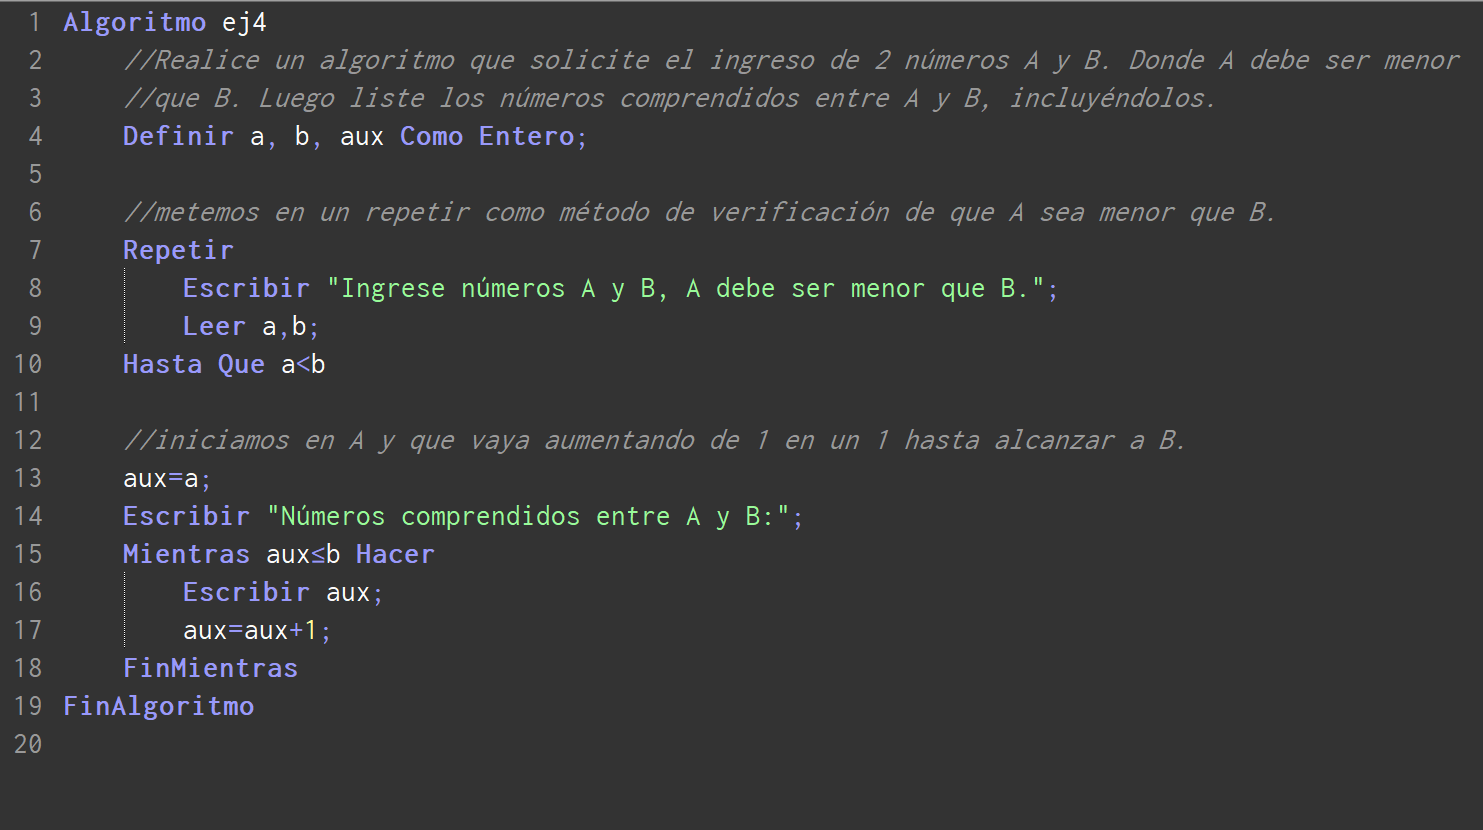 1 Algoritmo ej4
2 //Realice un algoritmo que solicite el ingreso de 2 números A y B. Donde A debe ser menor
3 //que B. Luego liste los números comprendidos entre A y B, incluyéndolos.
4 Definir a, b, aux Como Entero;
5
6 //metemos en un repetir como método de verificación de que A sea menor que B.
7 Repetir
8 Escribir "Ingrese números A y B, A debe ser menor que B.";
9 Leer a,b;
10 Hasta Que a<b
11
12 //iniciamos en A y que vaya aumentando de 1 en un 1 hasta alcanzar a B.
13 aux=a;
14 Escribir "Números comprendidos entre A y B:";
15 Mientras aux≤b Hacer
16 Escribir aux;
17 aux=aux+1;
18 FinMientras
19 FinAlgoritmo
20